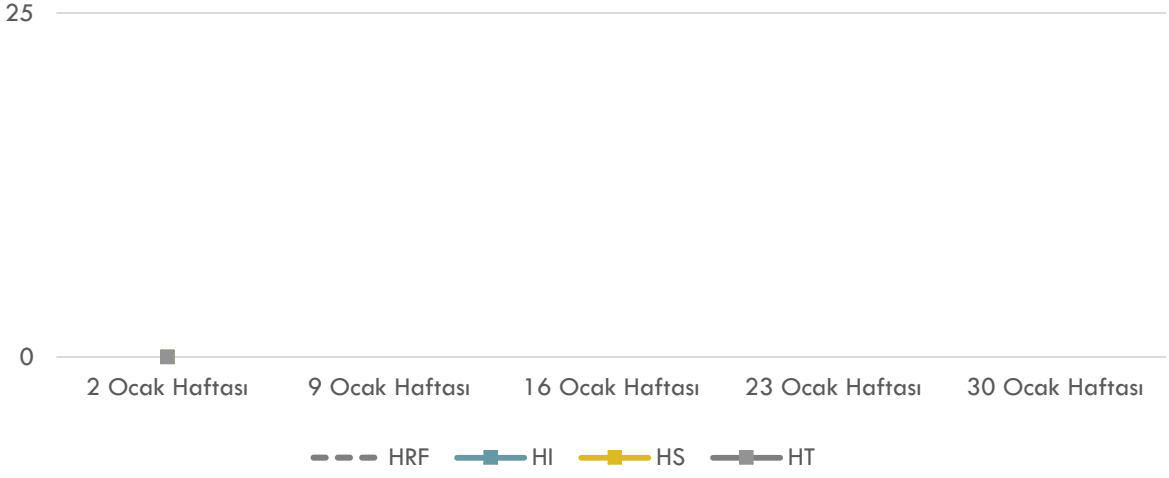 25
0
2 Ocak Haftası 9 Ocak Haftası 16 Ocak Haftası 23 Ocak Haftası 30 Ocak Haftası
HRF HI HS HT